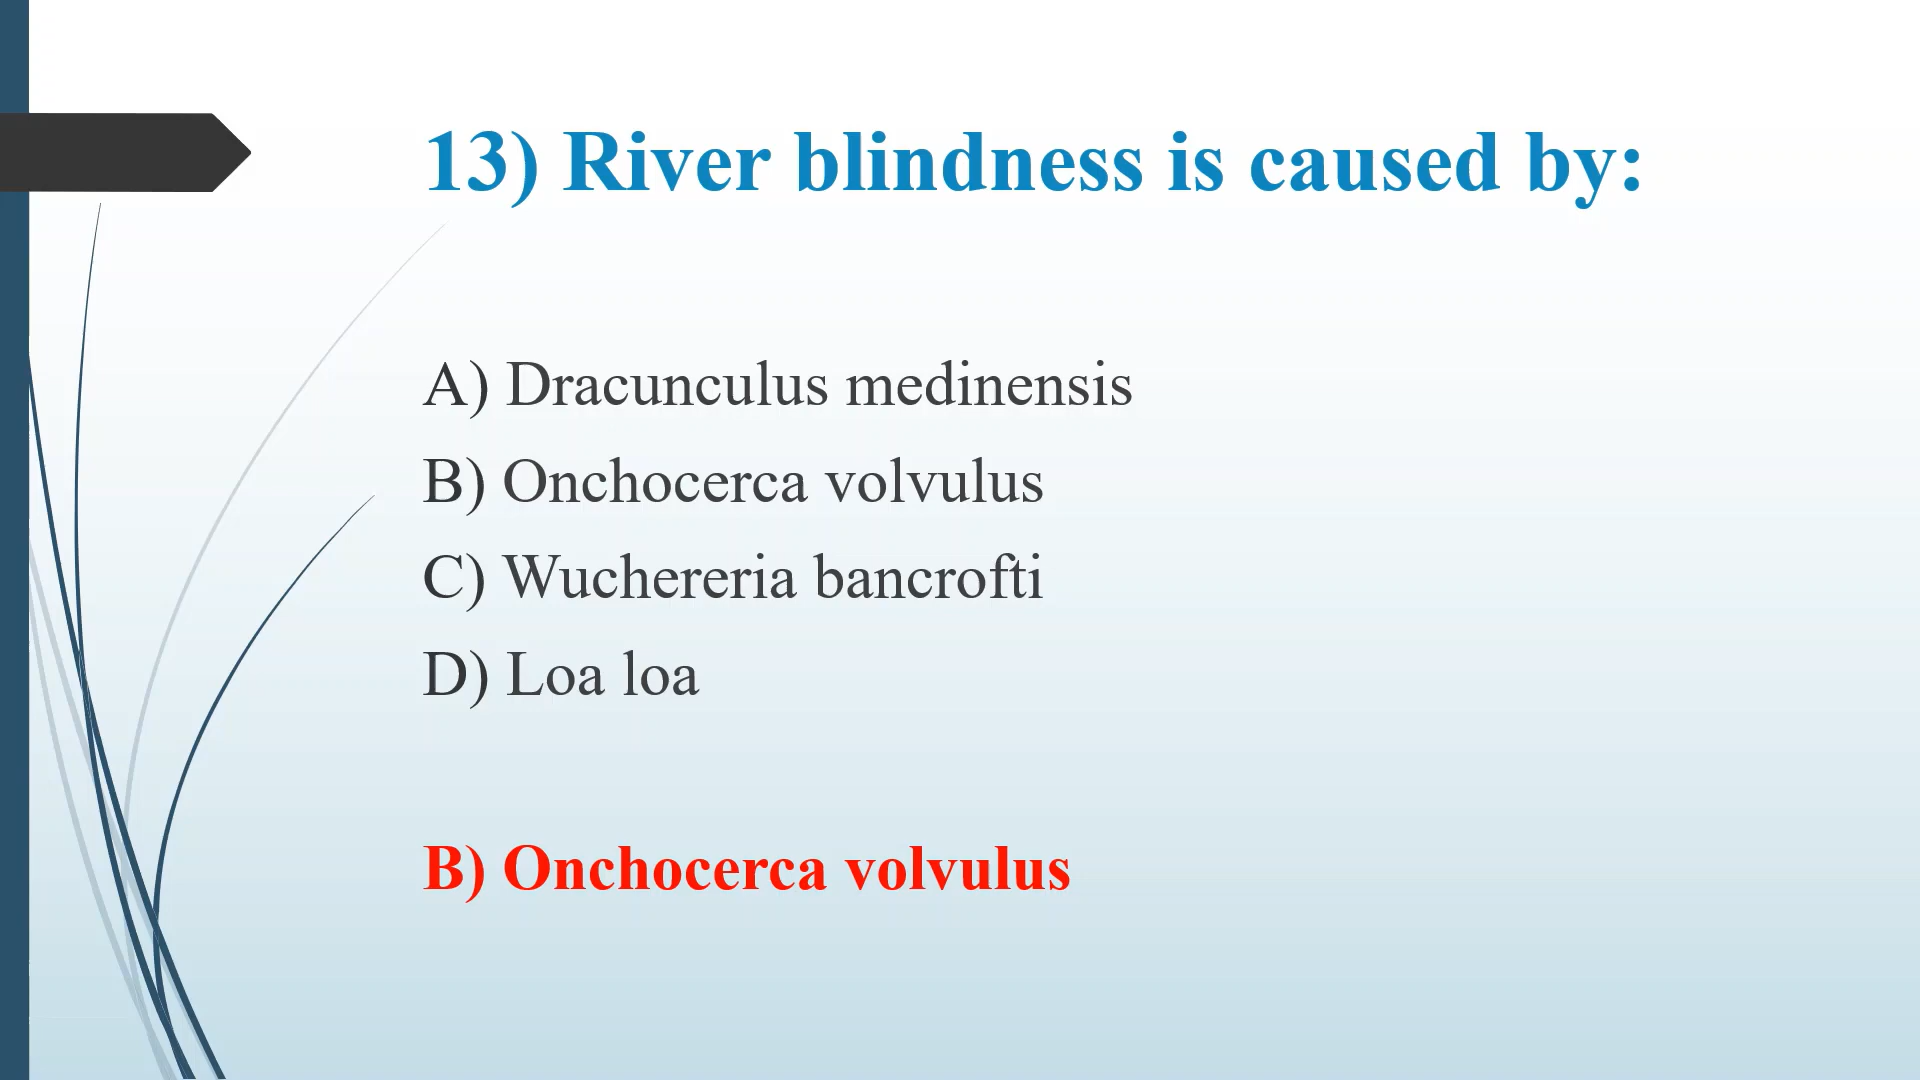 13) River blindness is caused by:
A) Dracunculus medinensis
B) Onchocerca volvulus
C) Wuchereria bancrofti
D) Loa loa
B) Onchocerca volvulus